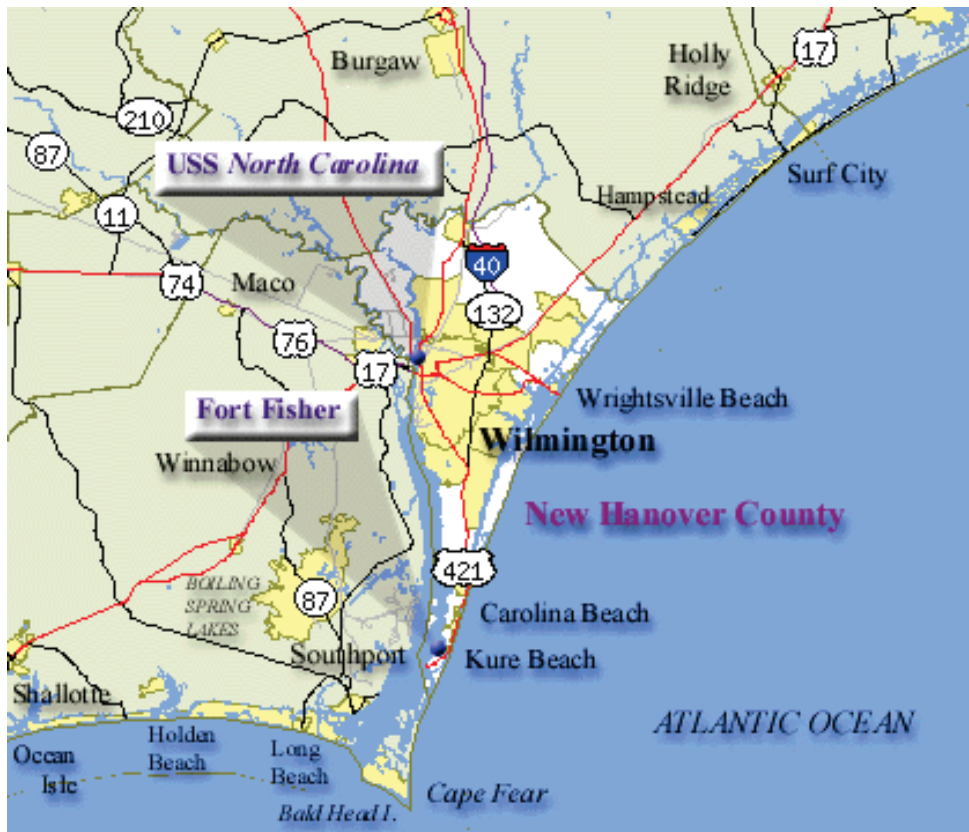 Burgaw
Holly
Ridge
17
210
87
USS North Carolina
Surf City
Hampstead
11
40
74
Maco
132
76
17
Wrightsville Beach
Fort Fisher
Wilmington
Winnabow
New Hanover County
421
BOILING
SPRING
LAKES
87
Carolina Beach
Southport
Kure Beach
Shallotte
ATLANTIC OCEAN
Ocean
Isle
Holden
Beach
Long
Beach
Cape Fear
Bald Head I.